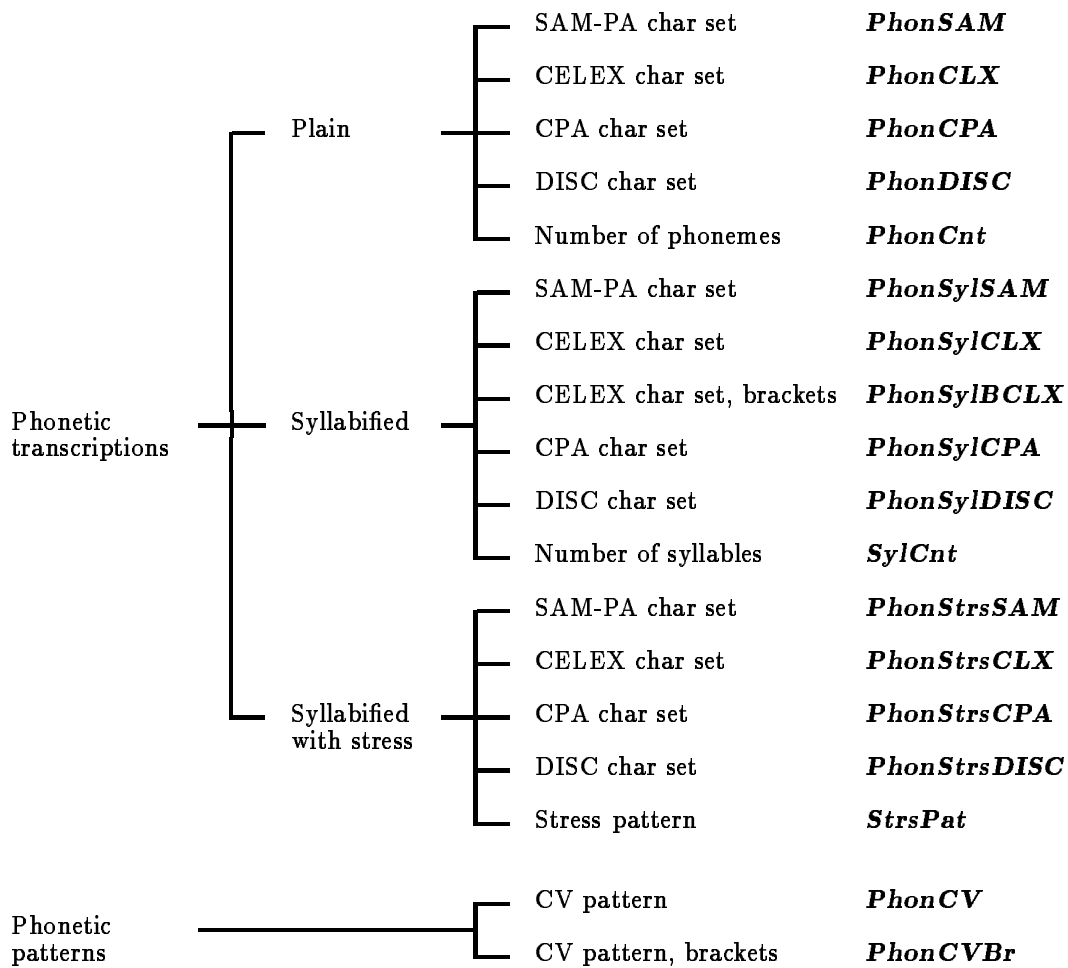 SAM-PA char set PhonSAM
CELEX char set PhonCLX
Plain CPA char set PhonCPA
DISC char set PhonDISC
Number of phonemes PhonCnt
SAM-PA char set PhonSylSAM
CELEX char set PhonSylCLX
CELEX char set, brackets PhonSylBCLX
Phonetic Syllabified
transcriptions CPA char set PhonSylCPA
DISC char set PhonSylDISC
Number of syllables SylCnt
SAM-PA char set PhonStrsSAM
CELEX char set PhonStrsCLX
Syllabified CPA char set PhonStrsCPA
with stress
DISC char set PhonStrsDISC
Stress pattern StrsPat
CV pattern PhonCV
Phonetic
patterns CV pattern, brackets PhonCVBr